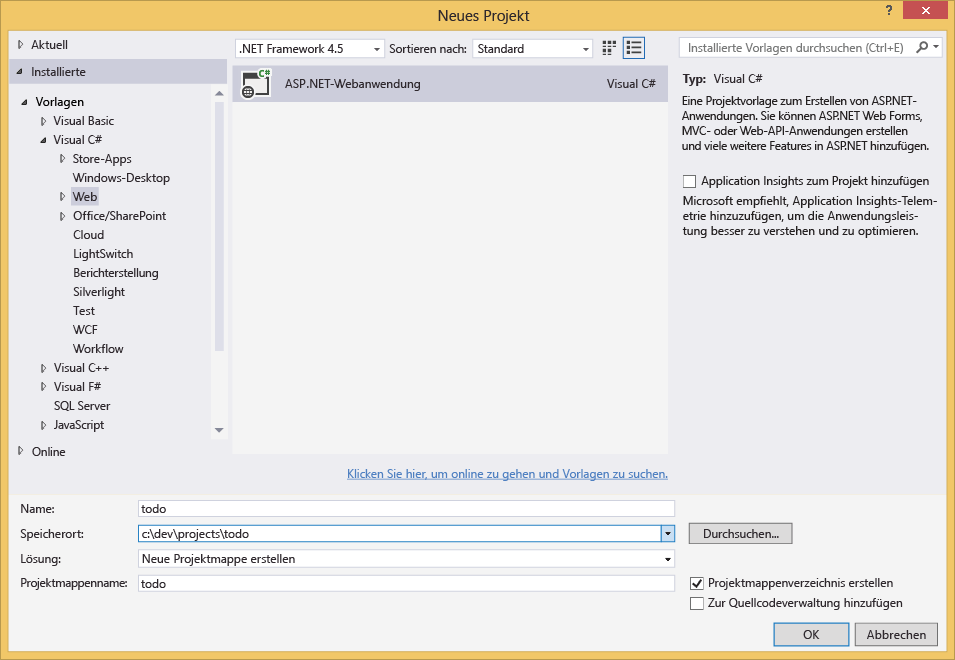 Neues Projekt
?
Aktuell
Installierte
Vorlagen
Visual Basic
Visual C#
Store-Apps
Windows-Desktop
Web
Office/SharePoint
Cloud
LightSwitch
Berichterstellung
Silverlight
Test
WCF
Workflow
Visual C++
Visual F#
SQL Server
JavaScript
Online
.NET Framework 4.5
Sortieren nach:
Standard
C#
ASP.NET-Webanwendung
Visual C#
Klicken Sie hier, um online zu gehen und Vorlagen zu suchen.
Installierte Vorlagen durchsuchen (Ctrl+E)
Typ: Visual C#
Eine Projektvorlage zum Erstellen von ASP.NET-
Anwendungen. Sie können ASP.NET Web Forms,
MVC- oder Web-API-Anwendungen erstellen
und viele weitere Features in ASP.NET hinzufügen.
Application Insights zum Projekt hinzufügen
Microsoft empfiehlt, Application Insights-Telem-
etrie hinzuzufügen, um die Anwendungsleis-
tung besser zu verstehen und zu optimieren.
Name:
todo
Speicherort:
c:\dev\projects\todo
Durchsuchen...
Lösung:
Neue Projektmappe erstellen
Projektmappenname:
todo
Projektmappenverzeichnis erstellen
Zur Quellcodeverwaltung hinzufügen
OK
Abbrechen